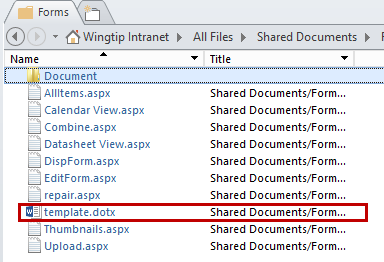 Forms
Wingtip Intranet All Files Shared Documents F
Name Title
Document
AllItems.aspx Shared Documents/Form...
Calendar View.aspx Shared Documents/Form...
Combine.aspx Shared Documents/Form...
Datasheet View.aspx Shared Documents/Form...
DispForm.aspx Shared Documents/Form...
EditForm.aspx Shared Documents/Form...
repair.aspx Shared Documents/Form...
template.dotx Shared Documents/Form...
Thumbnails.aspx Shared Documents/Form...
Upload.aspx Shared Documents/Form...